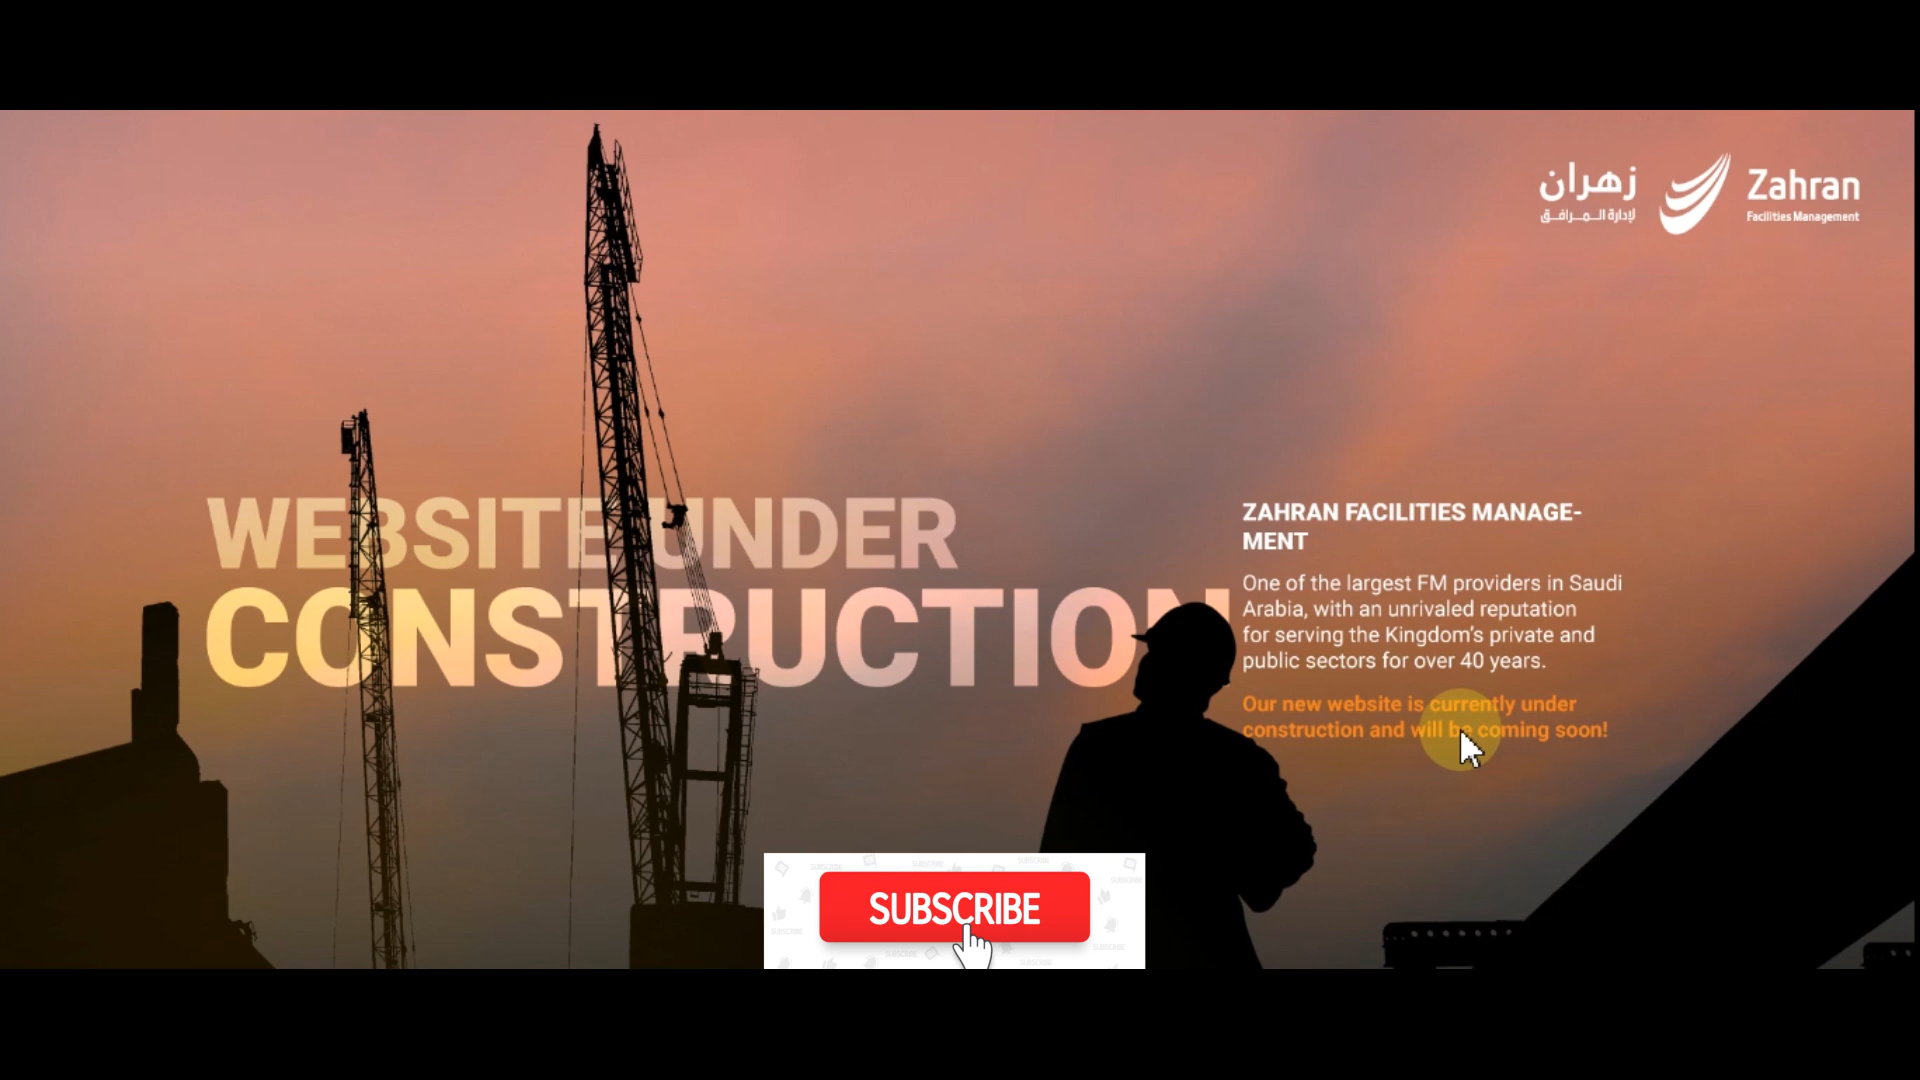 زهران
لإدارة الـمـرافـق
Zahran
Facilities Management
WEBSITE UNDER
CONSTRUCTION
ZAHRAN FACILITIES MANAGE-
MENT
One of the largest FM providers in Saudi
Arabia, with an unrivaled reputation
for serving the Kingdom's private and
public sectors for over 40 years.
Our new website is currently under
construction and will be coming soon!
SUBSCRIBE